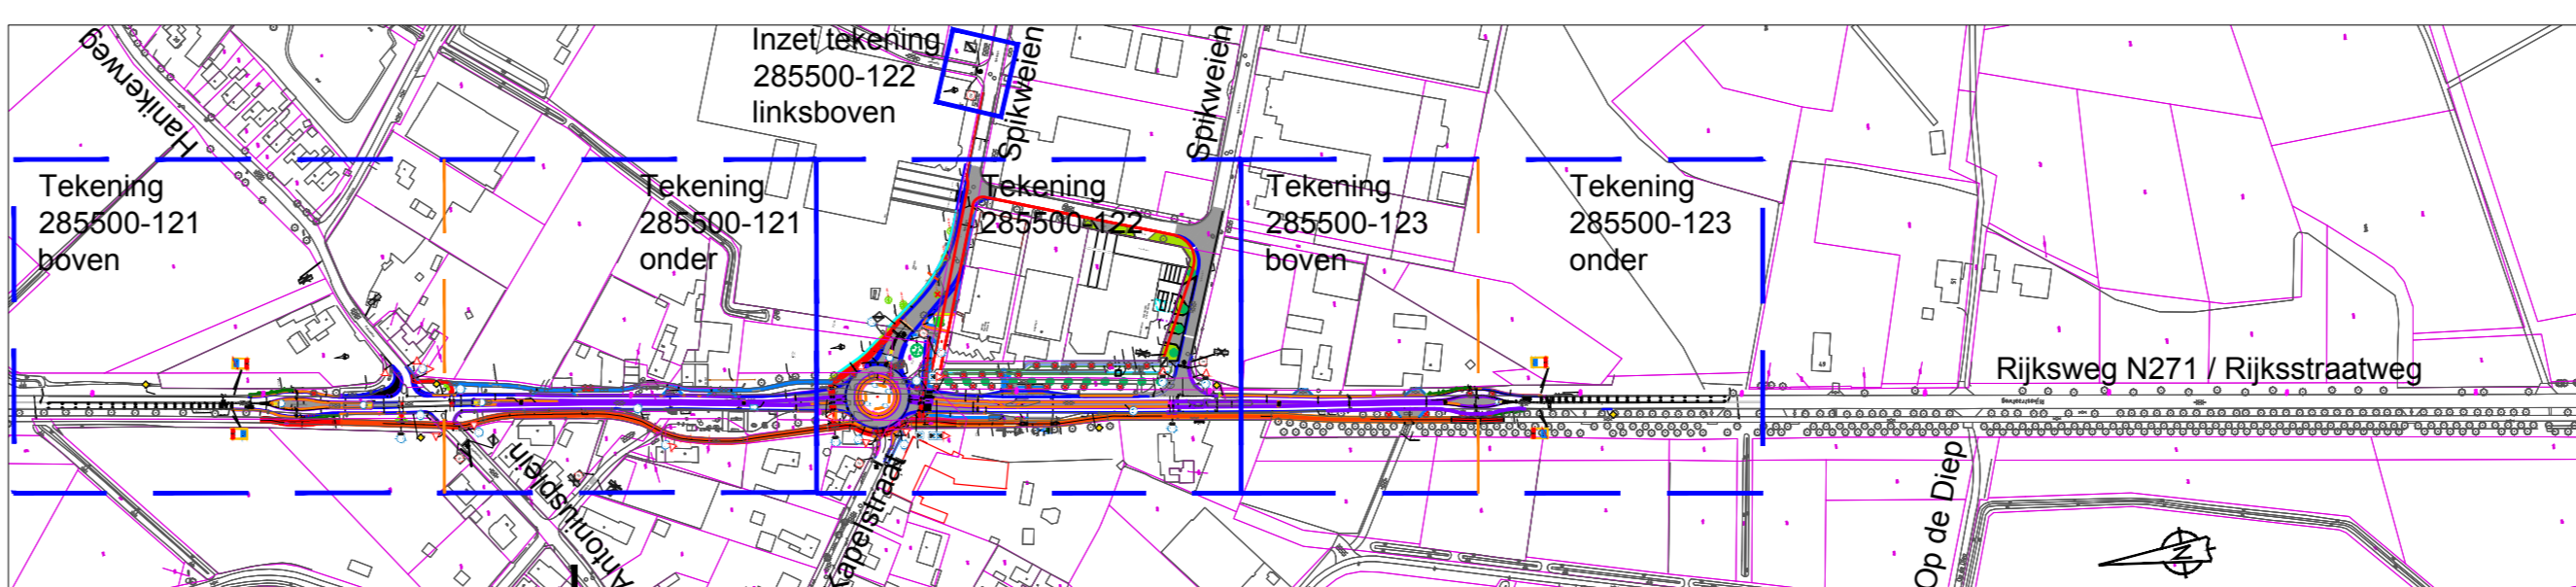 Hanikerweg
Inzet tekening
285500-122
linksboven
Spikweien
Spikweien
Tekening
285500-121
boven
Tekening
285500-121
onder
Tekening
285500-122
Tekening
285500-123
boven
Tekening
285500-123
onder
Rijksweg N271 / Rijksstraatweg
Antoniusplein
Kapelstraat
Op de Diep
N